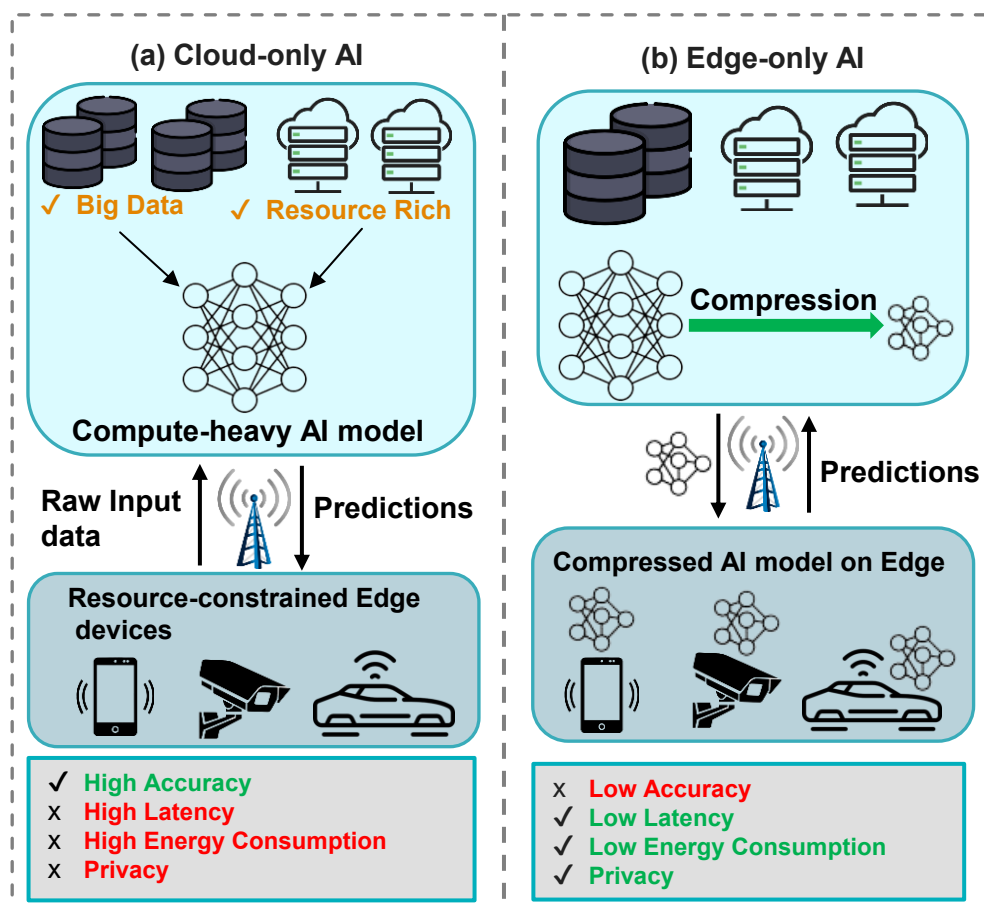 (a) Cloud-only AI
✓ Big Data
✓ Resource Rich
Compute-heavy AI model
Raw Input
data
Predictions
Resource-constrained Edge
devices
✓ High Accuracy
x High Latency
x High Energy Consumption
x Privacy
(b) Edge-only AI
Compression
Predictions
Compressed AI model on Edge
x Low Accuracy
✓ Low Latency
✓ Low Energy Consumption
✓ Privacy